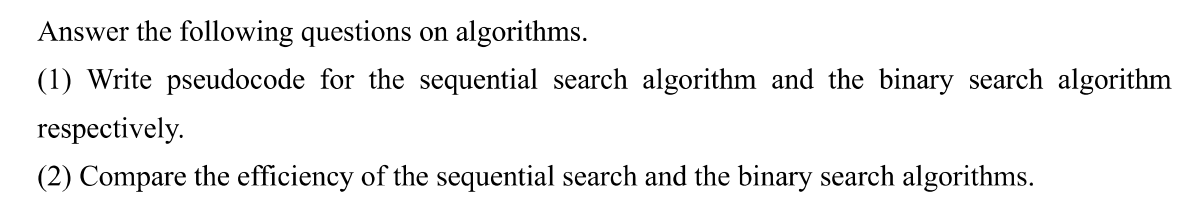 Answer the following questions on algorithms.
(1) Write pseudocode for the sequential search algorithm and the binary search algorithm
respectively.
(2) Compare the efficiency of the sequential search and the binary search algorithms.